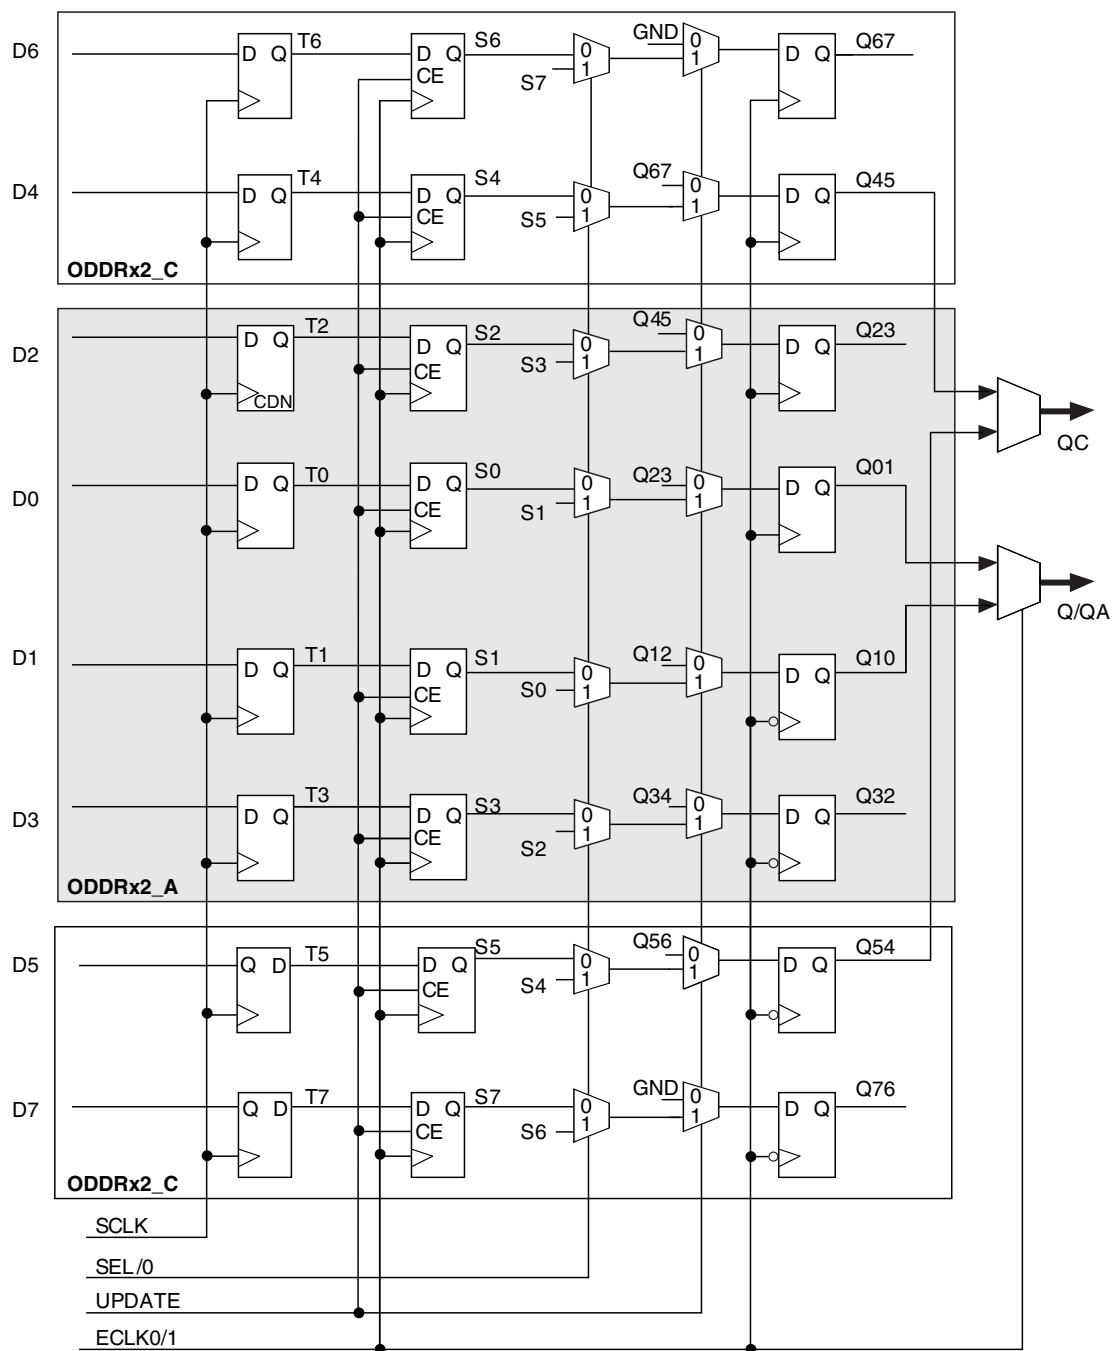 D6 D Q T6 D Q CE S6 0 1 S7 GND 0 1 D Q Q67
D4 D Q T4 D Q CE S4 0 1 S5 Q67 0 1 D Q Q45
ODDRx2_C
D2 D Q CDN T2 D Q CE S2 0 1 S3 Q45 0 1 D Q Q23
QC
D0 D Q T0 D Q CE S0 0 1 S1 Q23 0 1 D Q Q01
Q/QA
D1 D Q T1 D Q CE S1 0 1 S0 Q12 0 1 D Q Q10
D3 D Q T3 D Q CE S3 0 1 S2 Q34 0 1 D Q Q32
ODDRx2_A
D5 Q D T5 D Q CE S5 0 1 S4 Q56 0 1 D Q Q54
D7 Q D T7 D Q CE S7 0 1 S6 GND 0 1 D Q Q76
ODDRx2_C
SCLK
SEL/0
UPDATE
ECLK0/1